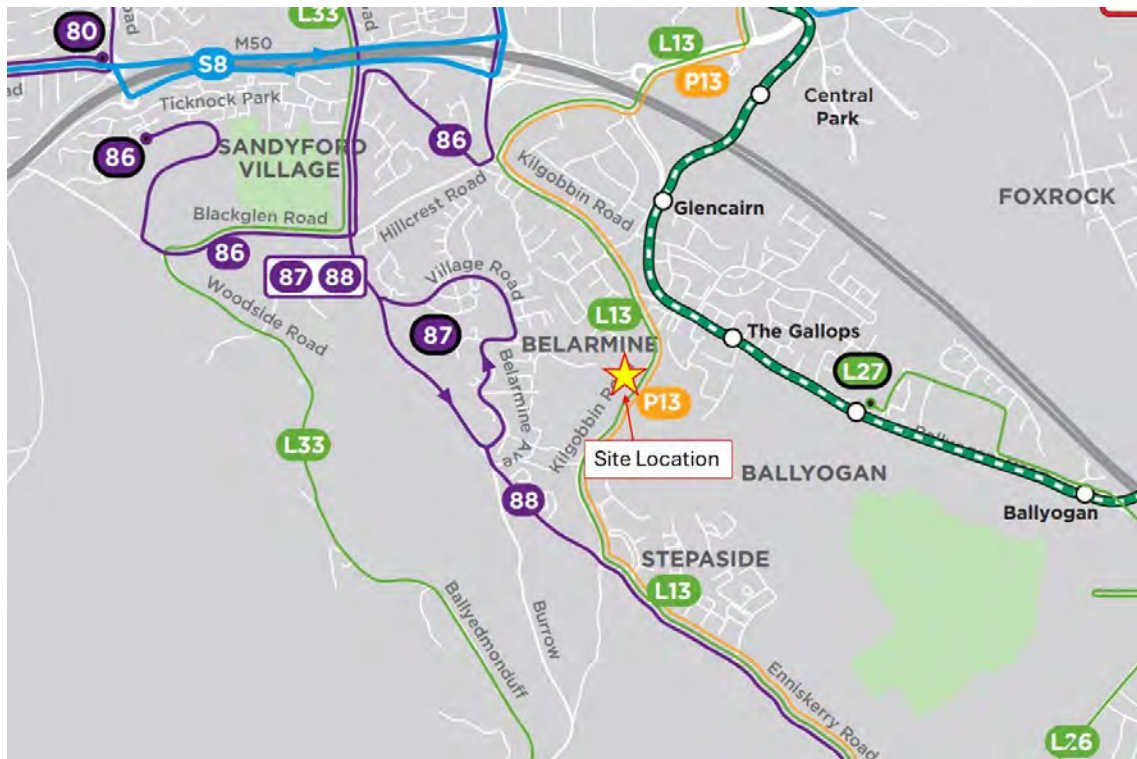 80
L33
M50
S8
L13
P13
Ticknock Park
Central
Park
86
SANDYFORD
VILLAGE
86
Kilgobbin Road
Hillcrest Road
Glencairn
FOXROCK
Blackglen Road
86
87 88
Village Road
Woodside Road
L13
87
BELARMINE
The Gallops
L27
Belarmine Ave
P13
Kilgobbin
Site Location
L33
BALLYOGAN
88
Ballyogan
STEPASIDE
L13
Burrow
Ballyedmonduff
Enniskerry Road
L26